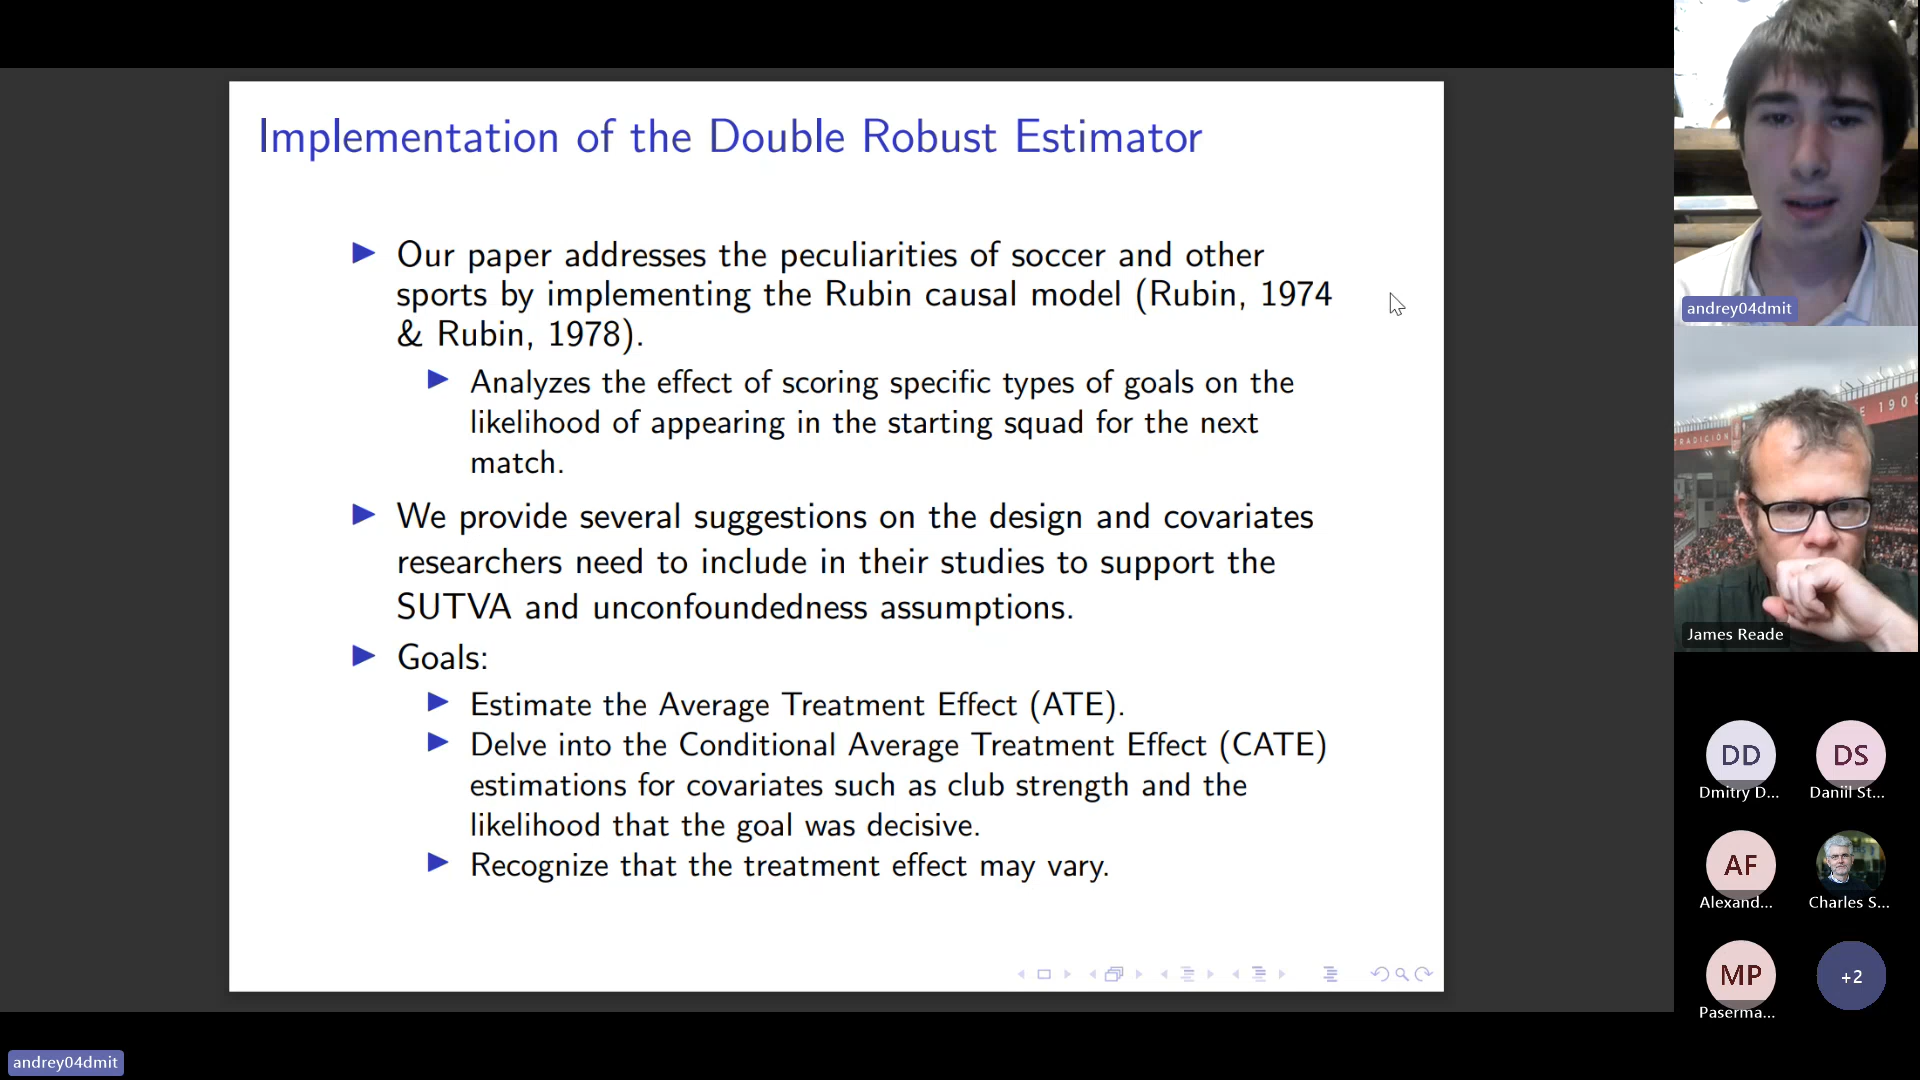 Implementation of the Double Robust Estimator
Our paper addresses the peculiarities of soccer and other
sports by implementing the Rubin causal model (Rubin, 1974
& Rubin, 1978).
Analyzes the effect of scoring specific types of goals on the
likelihood of appearing in the starting squad for the next
match.
We provide several suggestions on the design and covariates
researchers need to include in their studies to support the
SUTVA and unconfoundedness assumptions.
Goals:
Estimate the Average Treatment Effect (ATE).
Delve into the Conditional Average Treatment Effect (CATE)
estimations for covariates such as club strength and the
likelihood that the goal was decisive.
Recognize that the treatment effect may vary.
andrey04dmit
E 1908
TRADICION
James Reade
DD
Dmitry D...
DS
Daniil St...
AF
Alexand...
Charles S...
MP
Paserma...
+2
andrey04dmit